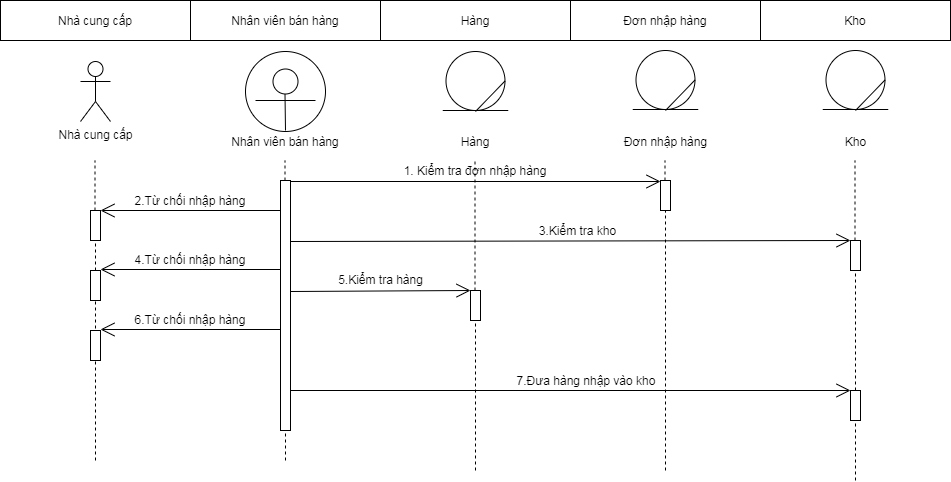 Nhà cung cấp
Nhân viên bán hàng
Hàng
Đơn nhập hàng
Kho
Nhà cung cấp
Nhân viên bán hàng
Hàng
Đơn nhập hàng
Kho
1. Kiểm tra đơn nhập hàng
2.Từ chối nhập hàng
3.Kiểm tra kho
4.Từ chối nhập hàng
5.Kiểm tra hàng
6.Từ chối nhập hàng
7.Đưa hàng nhập vào kho